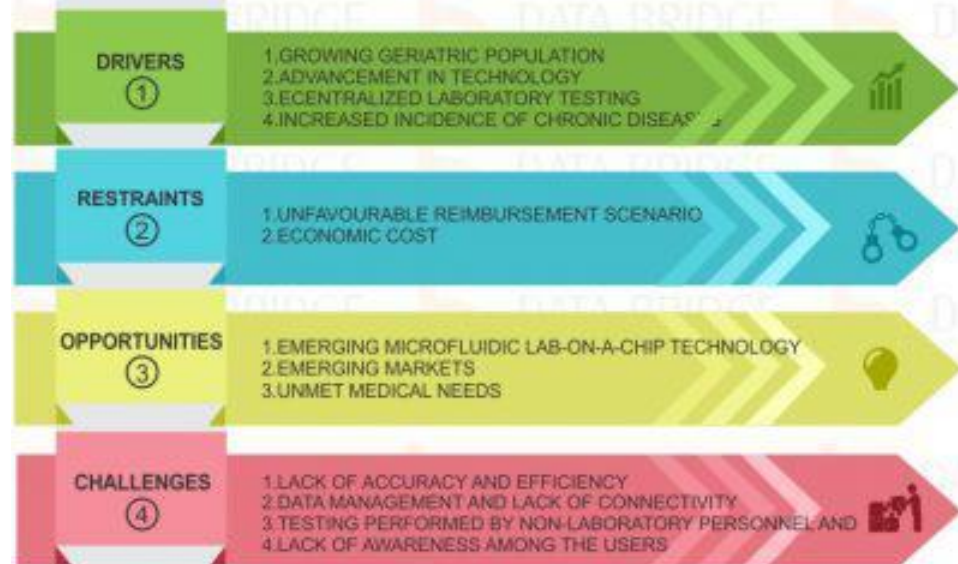 DRIVERS
1
1.GROWING GERIATRIC POPULATION
2.ADVANCEMENT IN TECHNOLOGY
3.ECENTRALIZED LABORATORY TESTING
4.INCREASED INCIDENCE OF CHRONIC
RESTRAINTS
2
1.UNFAVOURABLE REIMBURSEMENT SCENARIO
2.ECONOMIC COST
OPPORTUNITIES
3
1.EMERGING MICROFLUIDIC LAB-ON-A-CHIP TECHNOLOGY
2.EMERGING MARKETS
3.UNMET MEDICAL NEEDS
CHALLENGES
4
1.LACK OF ACCURACY AND EFFICIENCY
2.DATA MANAGEMENT AND LACK OF CONNECTIVITY
3.TESTING PERFORMED BY NON-LABORATORY PERSONNEL AND
4.LACK OF AWARENESS AMONG THE USERS